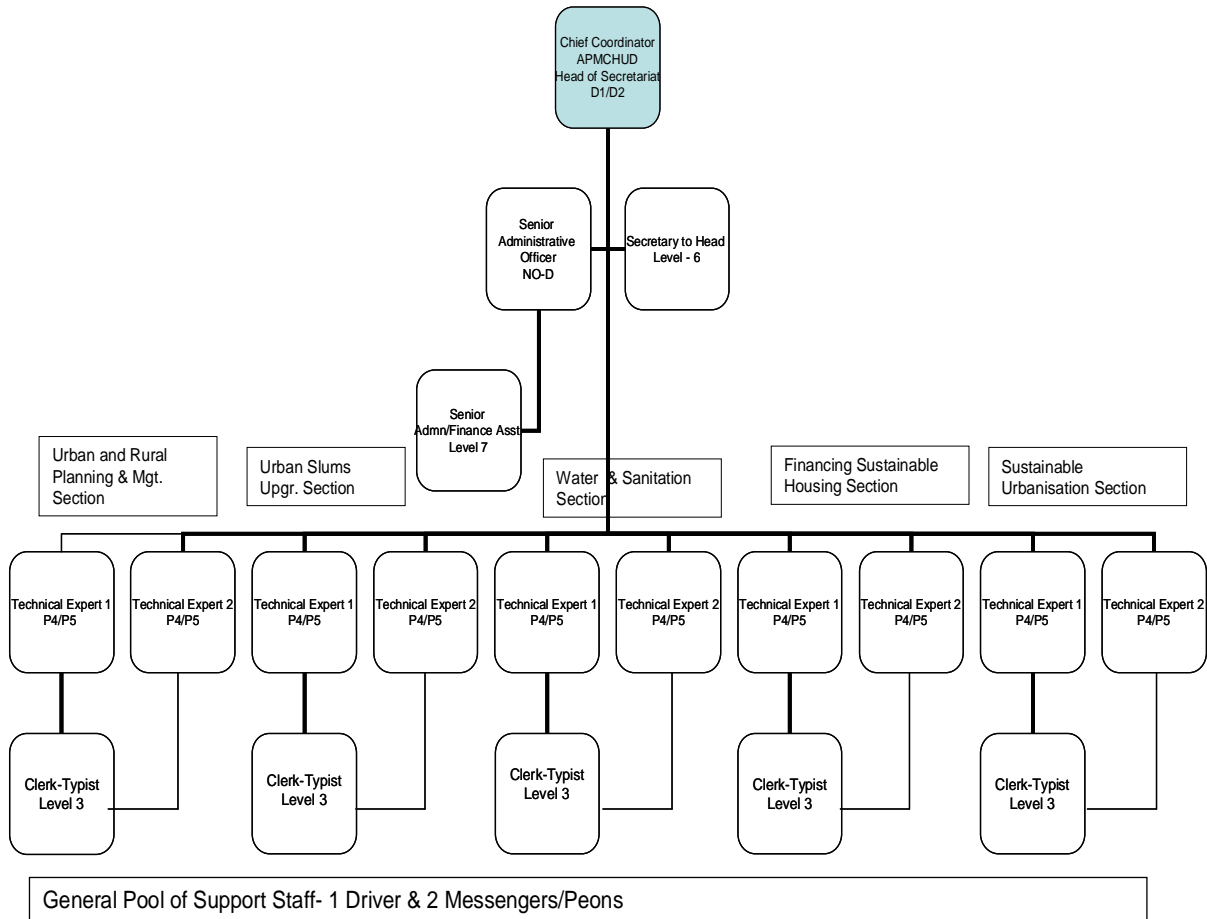 Chief Coordinator
APMCHUD
Head of Secretariat
D1/D2
Senior
Administrative
Officer
NO-D
Secretary to Head
Level - 6
Senior
Admn/Finance Asst
Level 7
Urban and Rural
Planning & Mgt.
Section
Urban Slums
Upgr. Section
Water & Sanitation
Section
Financing Sustainable
Housing Section
Sustainable
Urbanisation Section
Technical Expert 1
P4/P5
Technical Expert 2
P4/P5
Technical Expert 1
P4/P5
Technical Expert 2
P4/P5
Technical Expert 1
P4/P5
Technical Expert 2
P4/P5
Technical Expert 1
P4/P5
Technical Expert 2
P4/P5
Technical Expert 1
P4/P5
Technical Expert 2
P4/P5
Clerk-Typist
Level 3
Clerk-Typist
Level 3
Clerk-Typist
Level 3
Clerk-Typist
Level 3
Clerk-Typist
Level 3
General Pool of Support Staff- 1 Driver & 2 Messengers/Peons